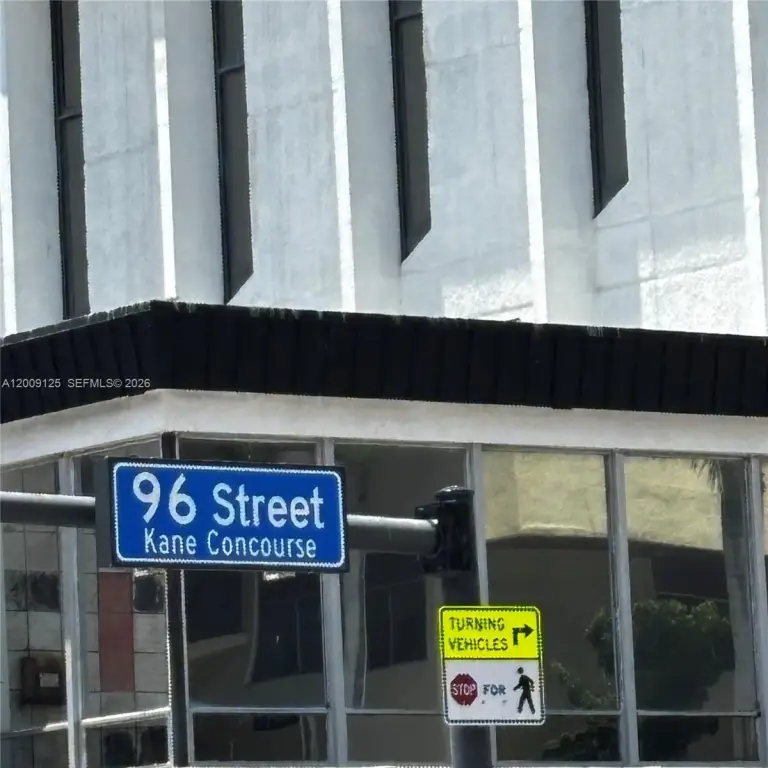 A12009125 SEFMLS© 2026
96 Street
Kane Concourse
TURNING
VEHICLES
STOP FOR